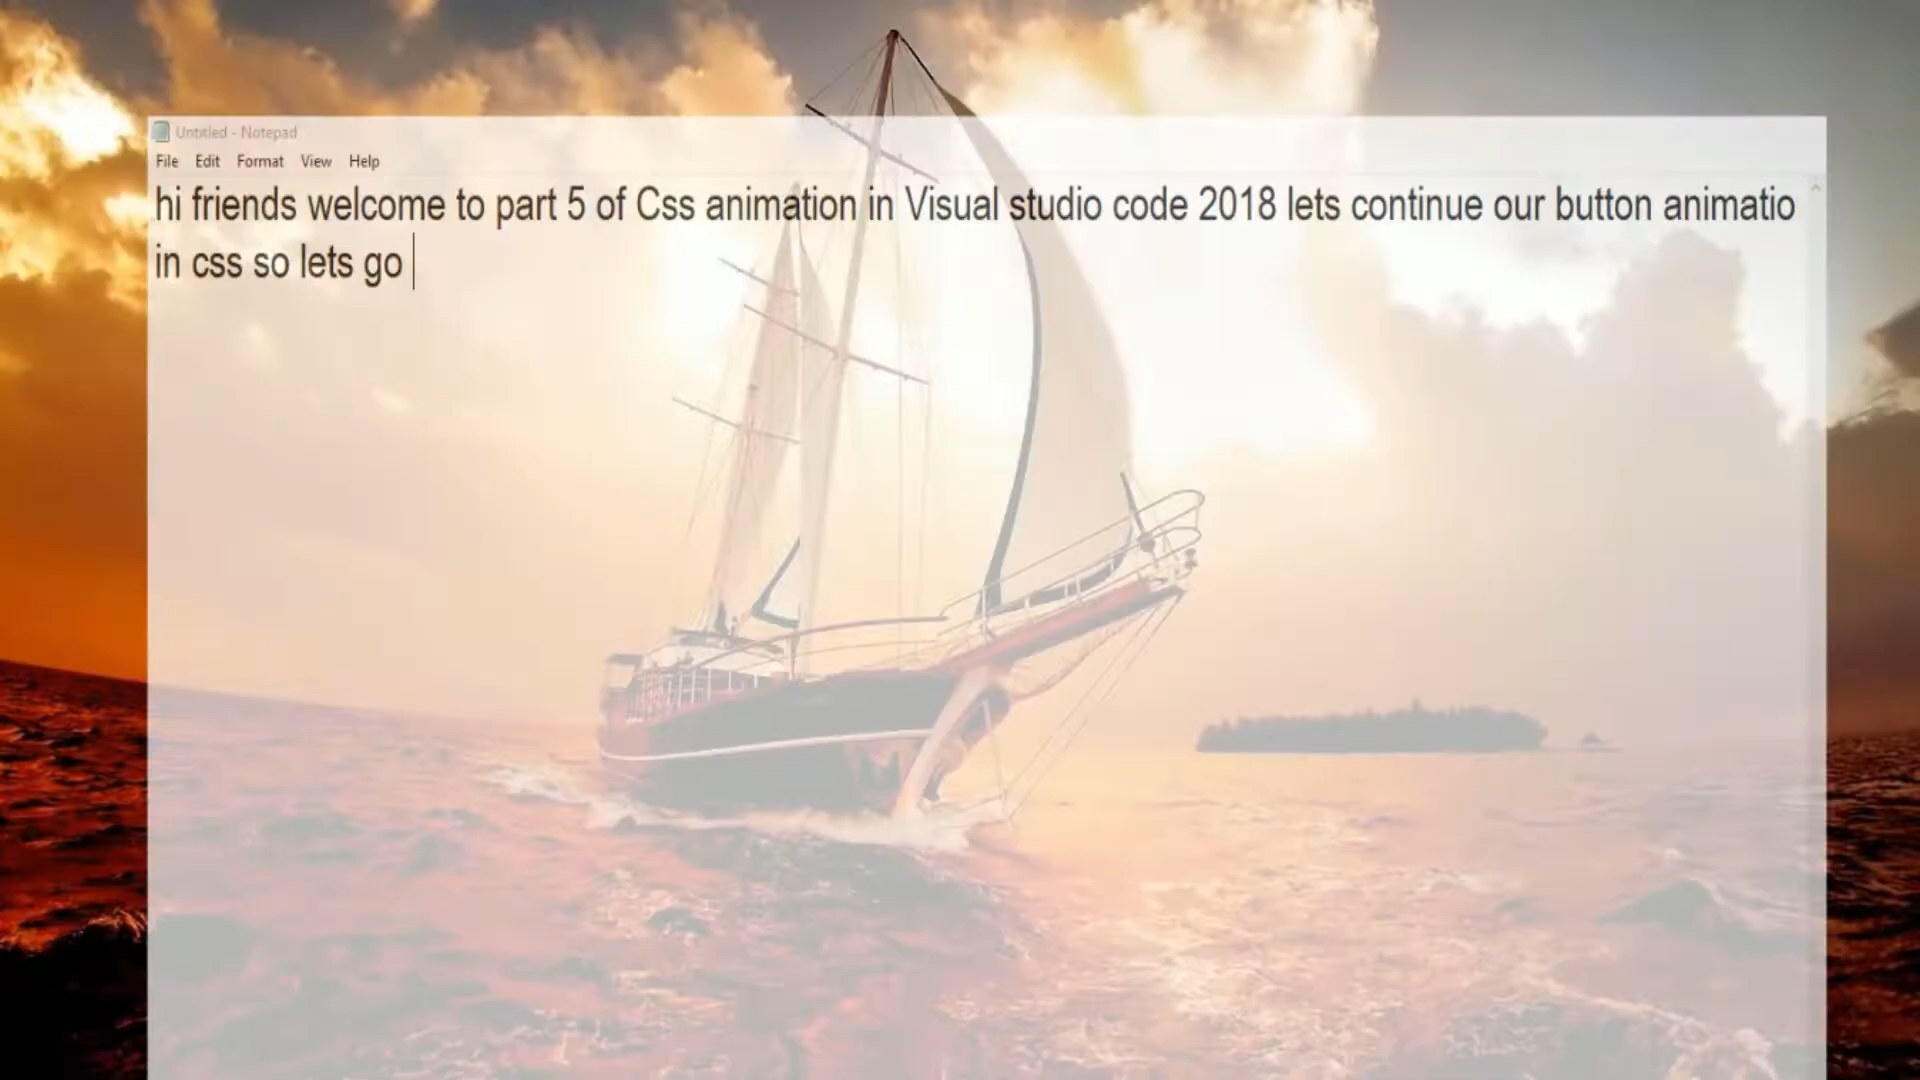 Untitled - Notepad
File Edit Format View Help
hi friends welcome to part 5 of Css animation in Visual studio code 2018 lets continue our button animatio
in css so lets go